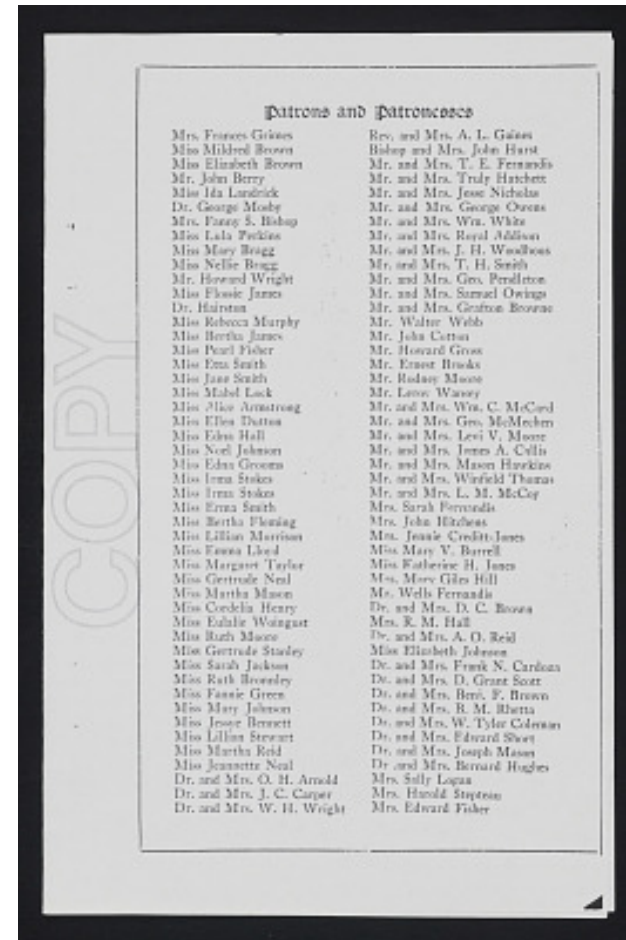 COPY
Patrons and Patronesses
Mrs. Frances Grimes
Miss Mildred Brown
Miss Elizabeth Brown
Mr. John Berry
Miss Ida Landrick
Dr. George Mosby
Mrs. Fanny S. Bishop
Miss Lula Perkins
Miss Mary Bragg
Miss Nellie Bragg
Mr. Howard Wright
Miss Flossie James
Dr. Hairston
Miss Rebecca Murphy
Miss Bertha James
Miss Pearl Fisher
Miss Etta Smith
Miss Jane Smith
Miss Mabel Lock
Miss Alice Armstrong
Miss Ellen Dutton
Miss Edna Hall
Miss Noel Johnson
Miss Edna Grooms
Miss Irma Stokes
Miss Irma Stokes
Miss Erma Smith
Miss Bertha Fleming
Miss Lillian Morrison
Miss Emma Lloyd
Miss Margaret Taylor
Miss Gertrude Neal
Miss Martha Mason
Miss Cordelia Henry
Miss Eulalie Weingust
Miss Ruth Moore
Miss Gertrude Stanley
Miss Sarah Jackson
Miss Ruth Bromley
Miss Fannie Green
Miss Mary Johnson
Miss Jessye Bennett
Miss Lillian Stewart
Miss Martha Reid
Miss Jeannette Neal
Dr. and Mrs. O. H. Arnold
Dr. and Mrs. J. C. Carper
Dr. and Mrs. W. H. Wright
Rev. and Mrs. A. L. Gaines
Bishop and Mrs. John Hurst
Mr. and Mrs. T. E. Fernandis
Mr. and Mrs. Truly Hatchett
Mr. and Mrs. Jesse Nicholas
Mr. and Mrs. George Owens
Mr. and Mrs. Wm. White
Mr. and Mrs. Royal Addison
Mr. and Mrs. J. H. Woodhous
Mr. and Mrs. T. H. Smith
Mr. and Mrs. Geo. Pendleton
Mr. and Mrs. Samuel Owings
Mr. and Mrs. Grafton Browne
Mr. Walter Webb
Mr. John Cotton
Mr. Howard Gross
Mr. Ernest Brooks
Mr. Rodney Moore
Mr. Leroy
Mr. and Mrs. Wm. C. McCard
Mr. and Mrs. Geo. McMechen
Mr. and Mrs. Levi V. Moore
Mr. and Mrs. James A. Collis
Mr. and Mrs. Mason Hawkins
Mr. and Mrs. Winfield Thomas
Mr. and Mrs. L. M. McCoy
Mrs. Sarah Fernandis
Mrs. John Hitchens
Mrs. Jennie Creditt-Jones
Miss Mary V. Burrell
Miss Katherine H. Jones
Mrs. Mary Giles Hill
Mr. Wells Fernandis
Dr. and Mrs. D. C. Brown
Mrs. R. M. Hall
Dr. and Mrs. A. O. Reid
Miss Elizabeth Johnson
Dr. and Mrs. Frank N. Cardoza
Dr. and Mrs. D. Grant Scott
Dr. and Mrs. Benj. F. Brown
Dr. and Mrs. B. M. Rhetta
Dr. and Mrs. W. Tyler Coleman
Dr. and Mrs. Edward Short
Dr. and Mrs. Joseph Mason
Dr. and Mrs. Bernard Hughes
Mrs. Sally Logan
Mrs. Harold Stepteau
Mrs. Edward Fisher